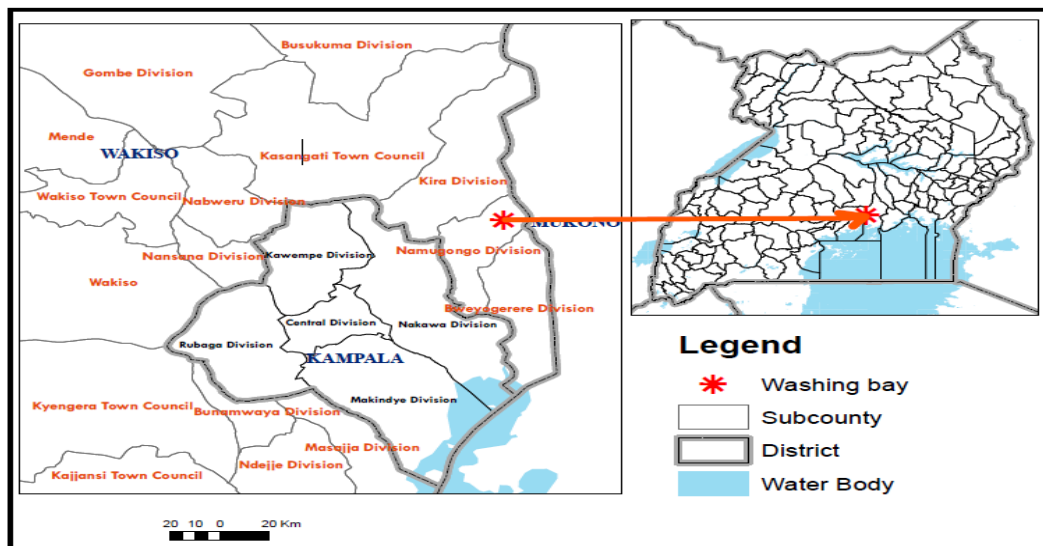 Busukuma Division
Gombe Division
Mende
WAKISO
Kasangati Town Council
Kira Division
Wakiso Town Council
Nabweru Division
MUKONO
Namugongo Division
Nansana Division
Kawempe Division
Wakiso
Bweyogerere Division
Central Division
Nakawa Division
Rubaga Division
KAMPALA
Makindye Division
Kyengera Town Council
Bunamwaya Division
Masajja Division
Ndejje Division
Kajjansi Town Council
20 10 0 20 Km
Legend
Washing bay
Subcounty
District
Water Body